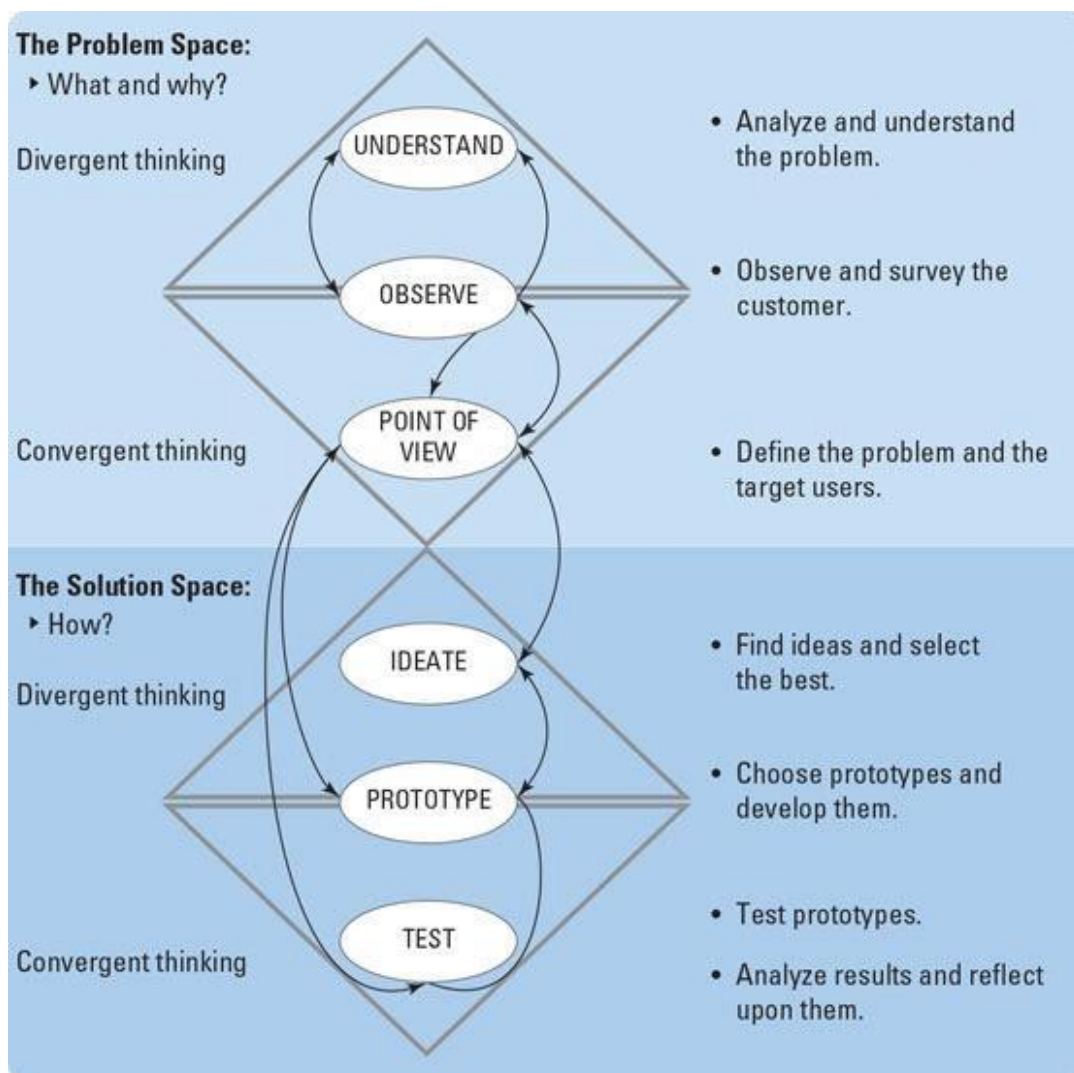 The Problem Space:
‣ What and why?
Divergent thinking
UNDERSTAND
• Analyze and understand
the problem.
OBSERVE
• Observe and survey the
customer.
Convergent thinking
POINT OF
VIEW
• Define the problem and the
target users.
The Solution Space:
‣ How?
Divergent thinking
IDEATE
• Find ideas and select
the best.
PROTOTYPE
• Choose prototypes and
develop them.
Convergent thinking
TEST
• Test prototypes.
• Analyze results and reflect
upon them.